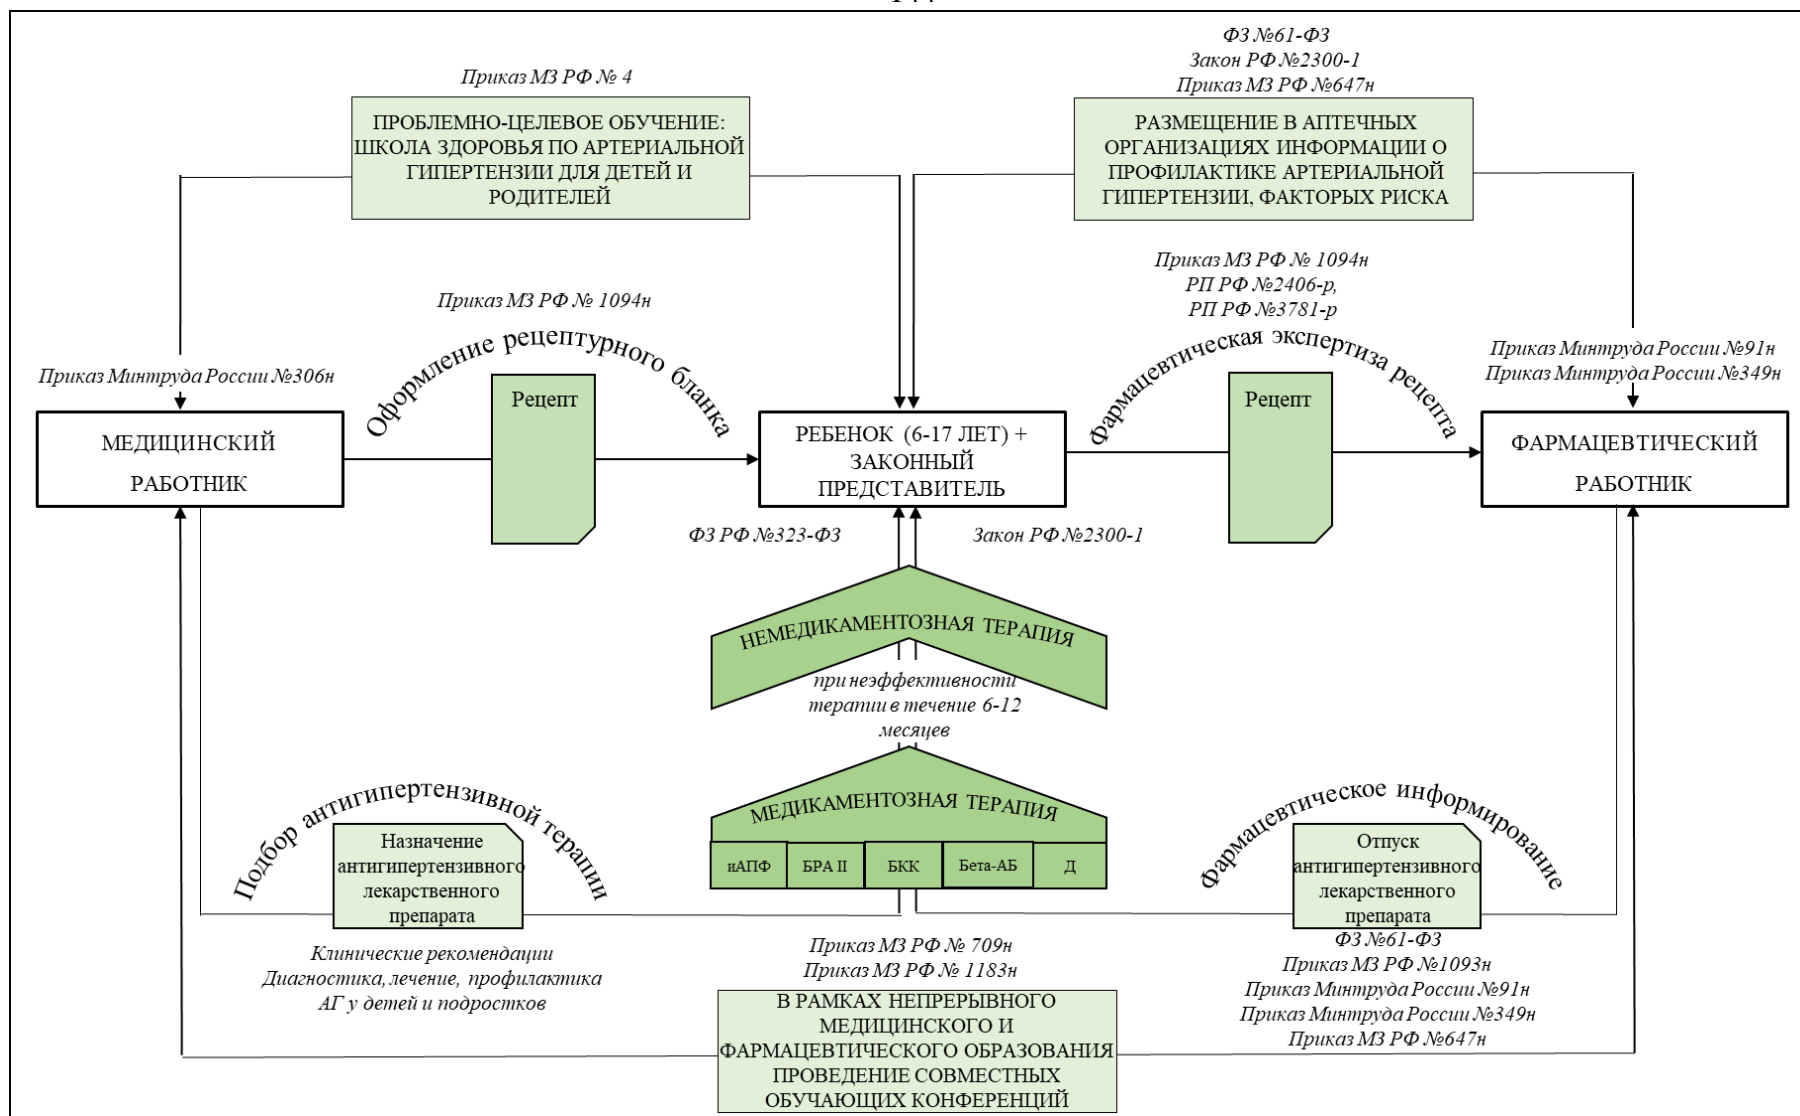 Приказ МЗ РФ № 4
ПРОБЛЕМНО-ЦЕЛЕВОЕ ОБУЧЕНИЕ:
ШКОЛА ЗДОРОВЬЯ ПО АРТЕРИАЛЬНОЙ
ГИПЕРТЕНЗИИ ДЛЯ ДЕТЕЙ И
РОДИТЕЛЕЙ
ФЗ №61-ФЗ
Закон РФ №2300-1
Приказ МЗ РФ №647н
РАЗМЕЩЕНИЕ В АПТЕЧНЫХ
ОРГАНИЗАЦИЯХ ИНФОРМАЦИИ О
ПРОФИЛАКТИКЕ АРТЕРИАЛЬНОЙ
ГИПЕРТЕНЗИИ, ФАКТОРЫХ РИСКА
Приказ МЗ РФ № 1094н
Оформление рецептурного бланка
Рецепт
Приказ МЗ РФ № 1094н
РП РФ №2406-р,
РП РФ №3781-р
Фармацевтическая экспертиза рецепта
Рецепт
Приказ Минтруда России №306н
МЕДИЦИНСКИЙ
РАБОТНИК
РЕБЕНОК (6-17 ЛЕТ) +
ЗАКОННЫЙ
ПРЕДСТАВИТЕЛЬ
Приказ Минтруда России №91н
Приказ Минтруда России №349н
ФАРМАЦЕВТИЧЕСКИЙ
РАБОТНИК
ФЗ РФ №323-ФЗ
Закон РФ №2300-1
НЕМЕДИКАМЕНТОЗНАЯ ТЕРАПИЯ
при неэффективности
терапии в течение 6-12
месяцев
МЕДИКАМЕНТОЗНАЯ ТЕРАПИЯ
иАПФ БРА II БКК Бета-АБ Д
Подбор антигипертензивной терапии
Назначение
антигипертензивного
лекарственного
препарата
Клинические рекомендации
Диагностика, лечение, профилактика
АГ у детей и подростков
Фармацевтическое информирование
Отпуск
антигипертензивного
лекарственного
препарата
ФЗ №61-ФЗ
Приказ МЗ РФ №1093н
Приказ Минтруда России №91н
Приказ Минтруда России №349н
Приказ МЗ РФ №647н
Приказ МЗ РФ № 709н
Приказ МЗ РФ № 1183н
В РАМКАХ НЕПРЕРЫВНОГО
МЕДИЦИНСКОГО И
ФАРМАЦЕВТИЧЕСКОГО ОБРАЗОВАНИЯ
ПРОВЕДЕНИЕ СОВМЕСТНЫХ
ОБУЧАЮЩИХ КОНФЕРЕНЦИЙ